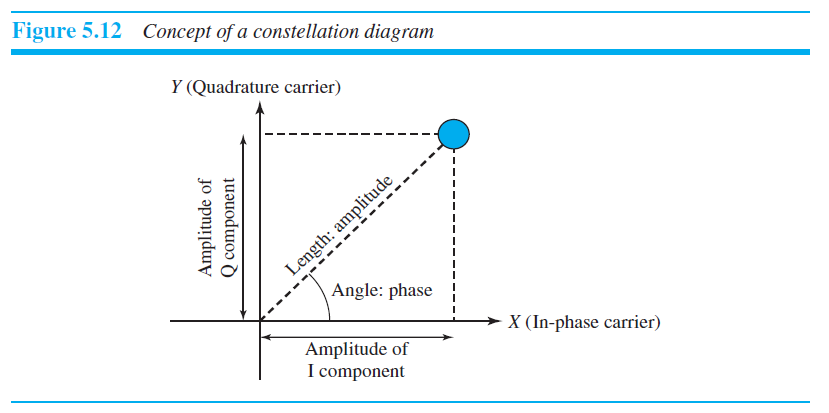 Figure 5.12 Concept of a constellation diagram
Y (Quadrature carrier)
Amplitude of
Q component
Length: amplitude
Angle: phase
X (In-phase carrier)
Amplitude of
I component